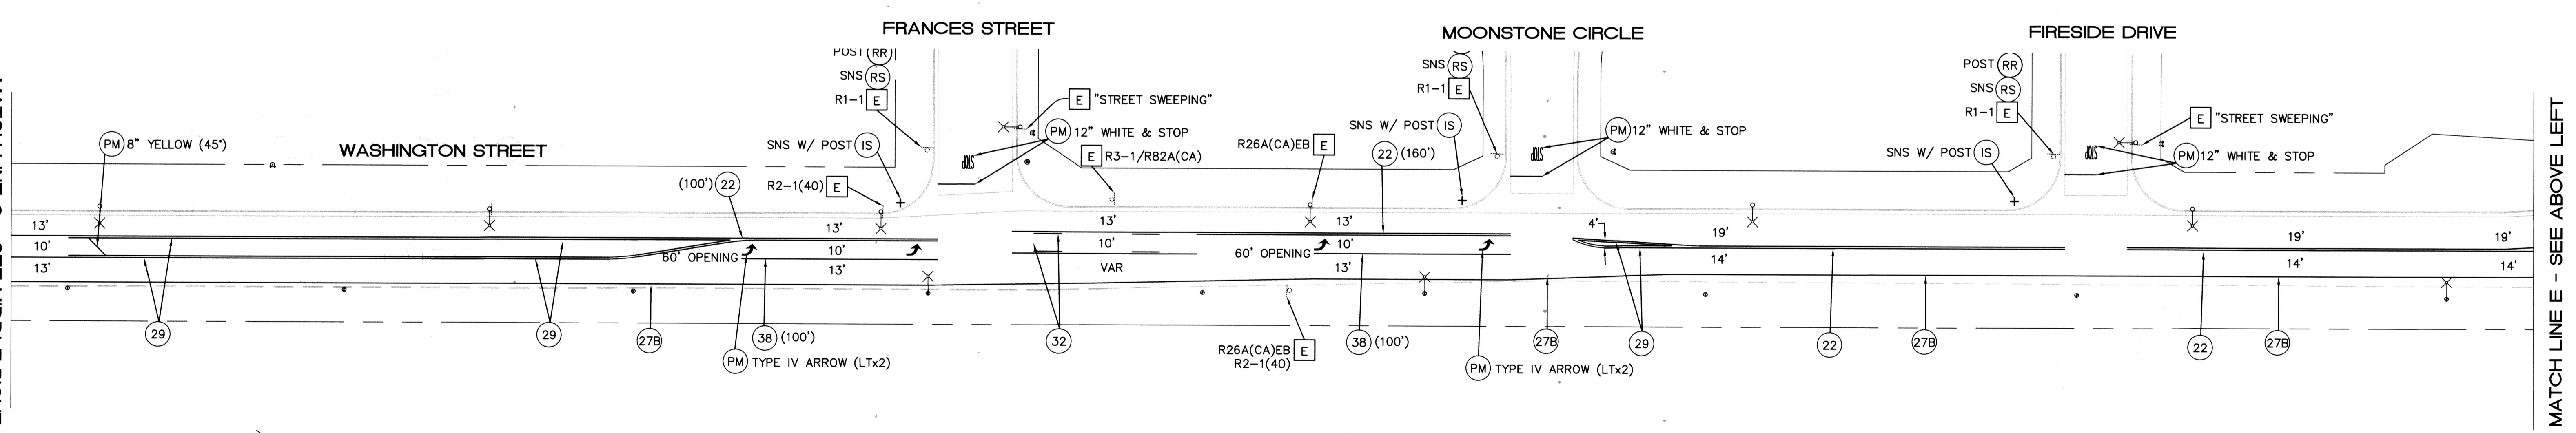 FRANCES STREET
MOONSTONE CIRCLE
FIRESIDE DRIVE
POST RR
SNS RS
R1-1 E
SNS RS
R1-1 E
POST RR
SNS RS
R1-1 E
E "STREET SWEEPING"
E "STREET SWEEPING"
PM 8" YELLOW (45°)
WASHINGTON STREET
SNS W/ POST IS
PM 12" WHITE & STOP
STOP
E R3-1/R82A(CA)
R26A(CA)EB E
SNS W/ POST IS
22 (160')
PM 12" WHITE & STOP
STOP
SNS W/ POST IS
PM 12" WHITE & STOP
STOP
(100') 22
R2-1(40) E
13'
10'
13'
13'
10'
13'
60' OPENING
13'
10'
VAR
13'
10'
13'
60' OPENING
4'
19'
14'
19'
14'
19'
14'
29
29
27B
38 (100')
PM TYPE IV ARROW (LTx2)
32
R26A(CA)EB E
R2-1(40)
38 (100')
PM TYPE IV ARROW (LTx2)
27B
29
22
27B
22
27B
MATCH LINE E - SEE ABOVE LEFT